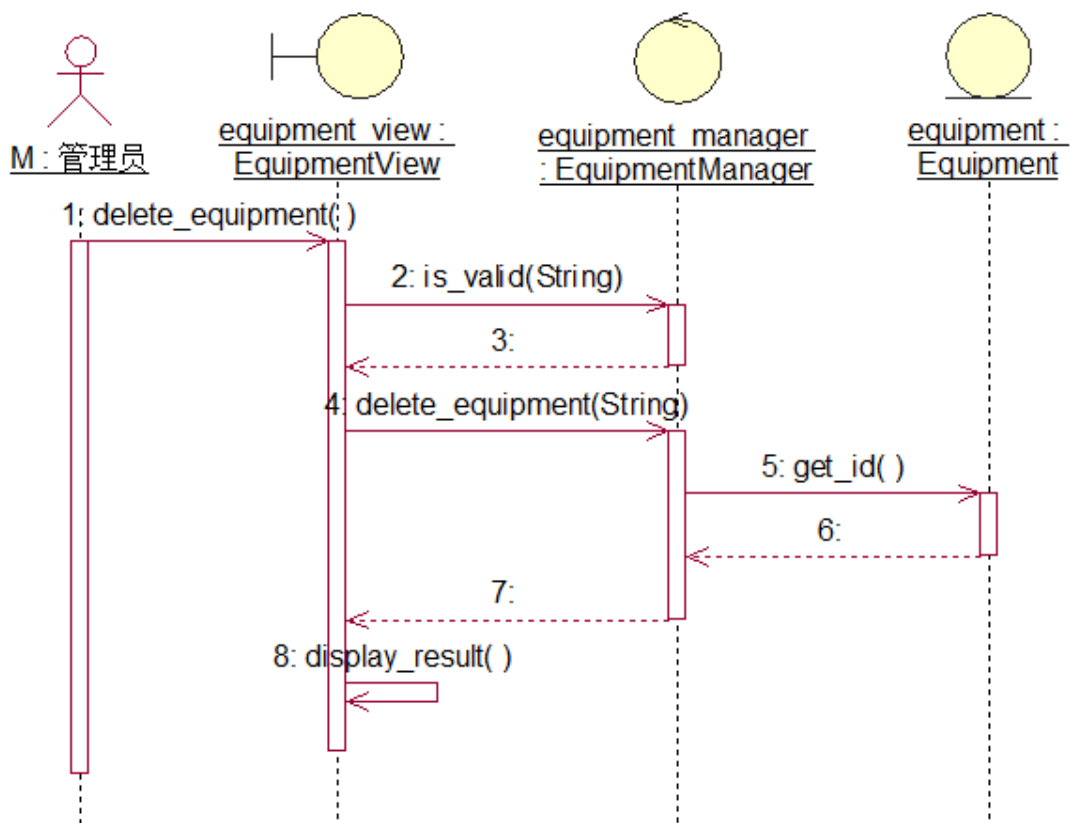 M : 管理员
equipment_view :
EquipmentView
equipment_manager
: EquipmentManager
equipment :
Equipment
1: delete_equipment( )
2: is_valid(String)
3:
4: delete_equipment(String)
5: get_id( )
6:
7:
8: display_result( )